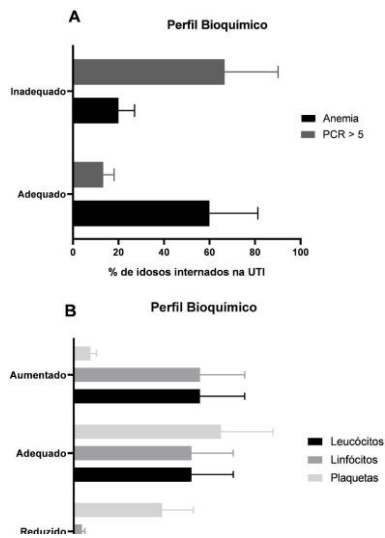 A
Perfil Bioquímico
Inadequado
Anemia
PCR > 5
Adequado
0 20 40 60 80 100
% de idosos internados na UTI
B
Perfil Bioquímico
Aumentado
Leucócitos
Adequado
Linfócitos
Plaquetas
Reduzido